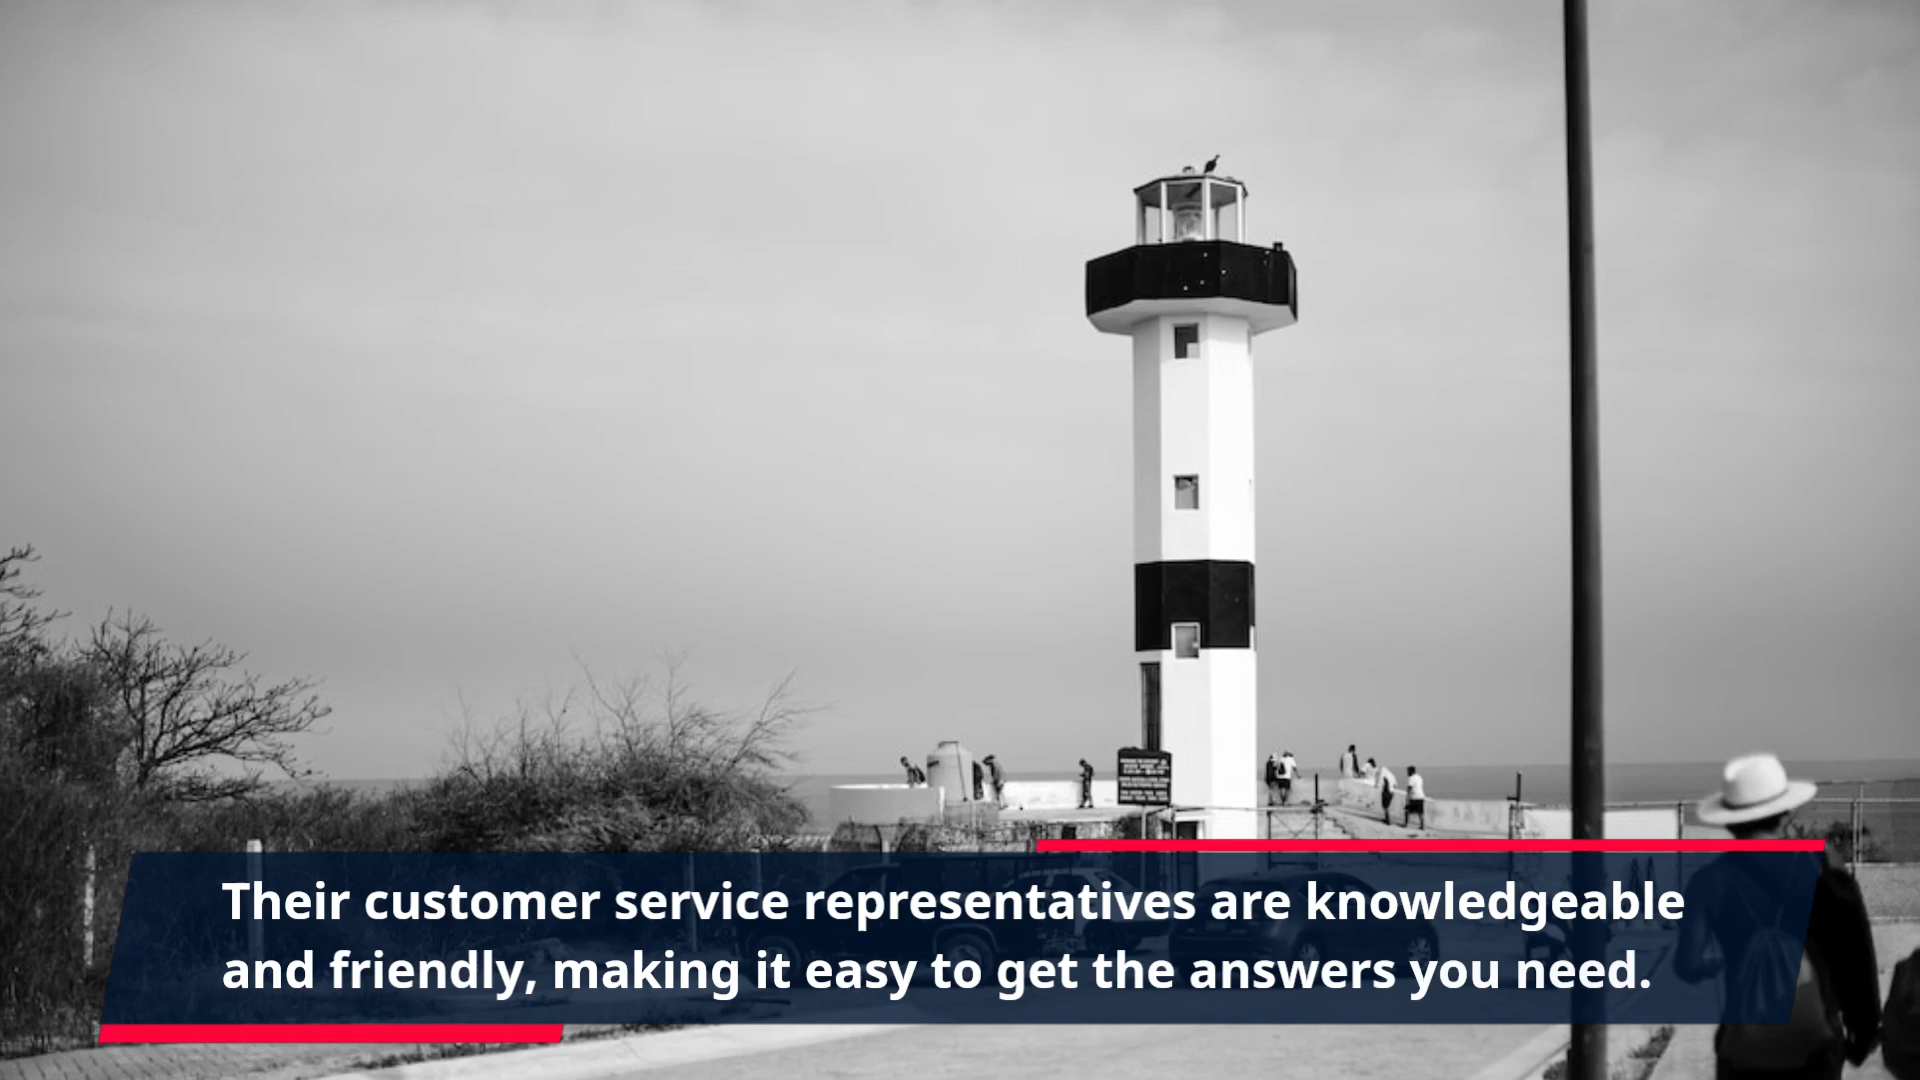 Their customer service representatives are knowledgeable
and friendly, making it easy to get the answers you need.